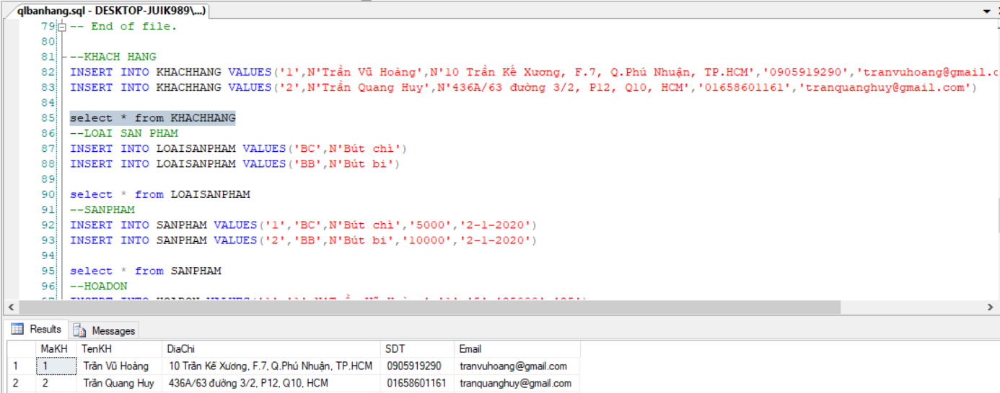 qlbanhang.sql - DESKTOP-JUIK989\...)
79 -- End of file.
80
81 --KHACH HANG
82 INSERT INTO KHACHHANG VALUES('1',N'Trần Vũ Hoàng',N'10 Trần Kế Xương, F.7, Q.Phú Nhuận, TP.HCM','0905919290','tranvuhoang@gmail.c
83 INSERT INTO KHACHHANG VALUES('2',N'Trần Quang Huy',N'436A/63 đường 3/2, P12, Q10, HCM','01658601161','tranquanghuy@gmail.com')
84
85 select * from KHACHHANG
86 --LOAI SAN PHAM
87 INSERT INTO LOAISANPHAM VALUES('BC',N'Bút chì')
88 INSERT INTO LOAISANPHAM VALUES('BB',N'Bút bi')
89
90 select * from LOAISANPHAM
91 --SANPHAM
92 INSERT INTO SANPHAM VALUES('1','BC',N'Bút chì','5000','2-1-2020')
93 INSERT INTO SANPHAM VALUES('2','BB',N'Bút bi','10000','2-1-2020')
94
95 select * from SANPHAM
96 --HOADON
Results Messages
MaKH TenKH DiaChi SDT Email
1 1 Trần Vũ Hoàng 10 Trần Kế Xương, F.7, Q.Phú Nhuận, TP.HCM 0905919290 tranvuhoang@gmail.com
2 2 Trần Quang Huy 436A/63 đường 3/2, P12, Q10, HCM 01658601161 tranquanghuy@gmail.com